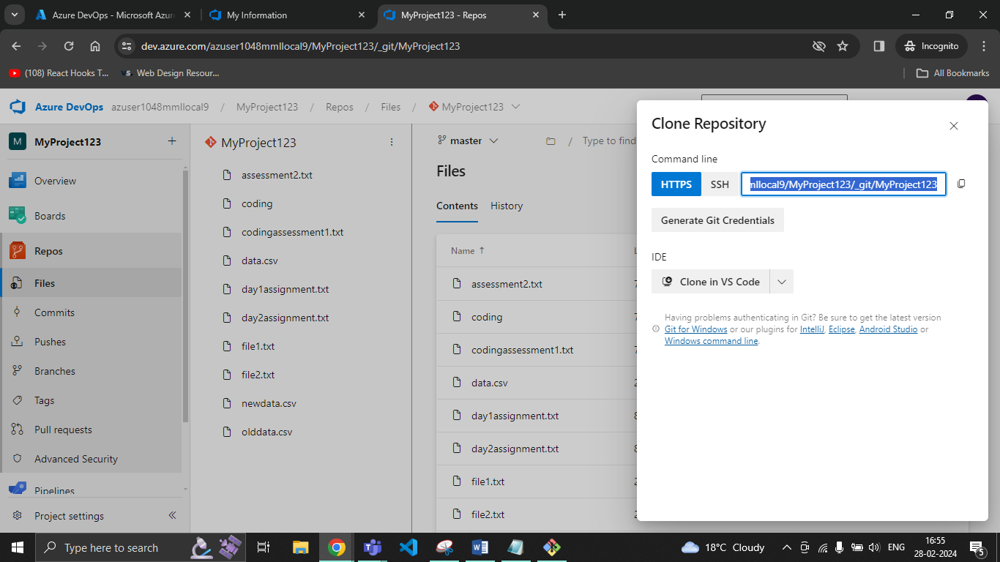 Azure DevOps - Microsoft Azure
My Information
MyProject123 - Repos
dev.azure.com/azuser1048mmllocal9/MyProject123/_git/MyProject123
Incognito
(108) React Hooks T...
VS
Web Design Resour...
All Bookmarks
Azure DevOps
azuser1048mmllocal9
/
MyProject123
/
Repos
/
Files
/
MyProject123
M
MyProject123
Overview
Boards
Repos
Files
Commits
Pushes
Branches
Tags
Pull requests
Advanced Security
Pipelines
Project settings
MyProject123
assessment2.txt
coding
codingassessment1.txt
data.csv
day1assignment.txt
day2assignment.txt
file1.txt
file2.txt
newdata.csv
olddata.csv
master
/
Type to find
Files
Contents
History
Name ↑
assessment2.txt
coding
codingassessment1.txt
data.csv
day1assignment.txt
day2assignment.txt
file1.txt
file2.txt
Clone Repository
Command line
HTTPS
SSH
mllocal9/MyProject123/_git/MyProject123
Generate Git Credentials
IDE
Clone in VS Code
Having problems authenticating in Git? Be sure to get the latest version
Git for Windows or our plugins for IntelliJ, Eclipse, Android Studio or
Windows command line.
Type here to search
18°C Cloudy
ENG
16:55
28-02-2024
5